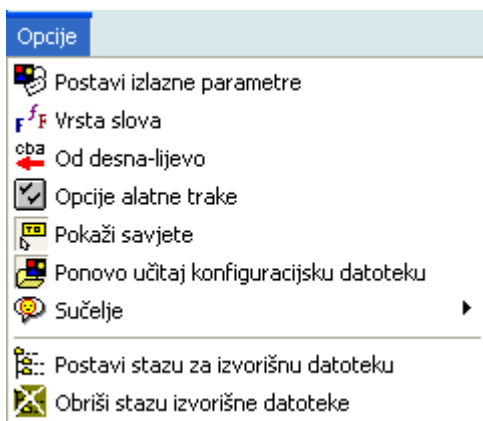 Opcije
Postavi izlazne parametre
F f F Vrsta slova
cba Od desna-lijevo
Opcije alatne trake
Pokaži savjete
Ponovo učitaj konfiguracijsku datoteku
Sučelje
Postavi stazu za izvorišnu datoteku
Obriši stazu izvorišne datoteke